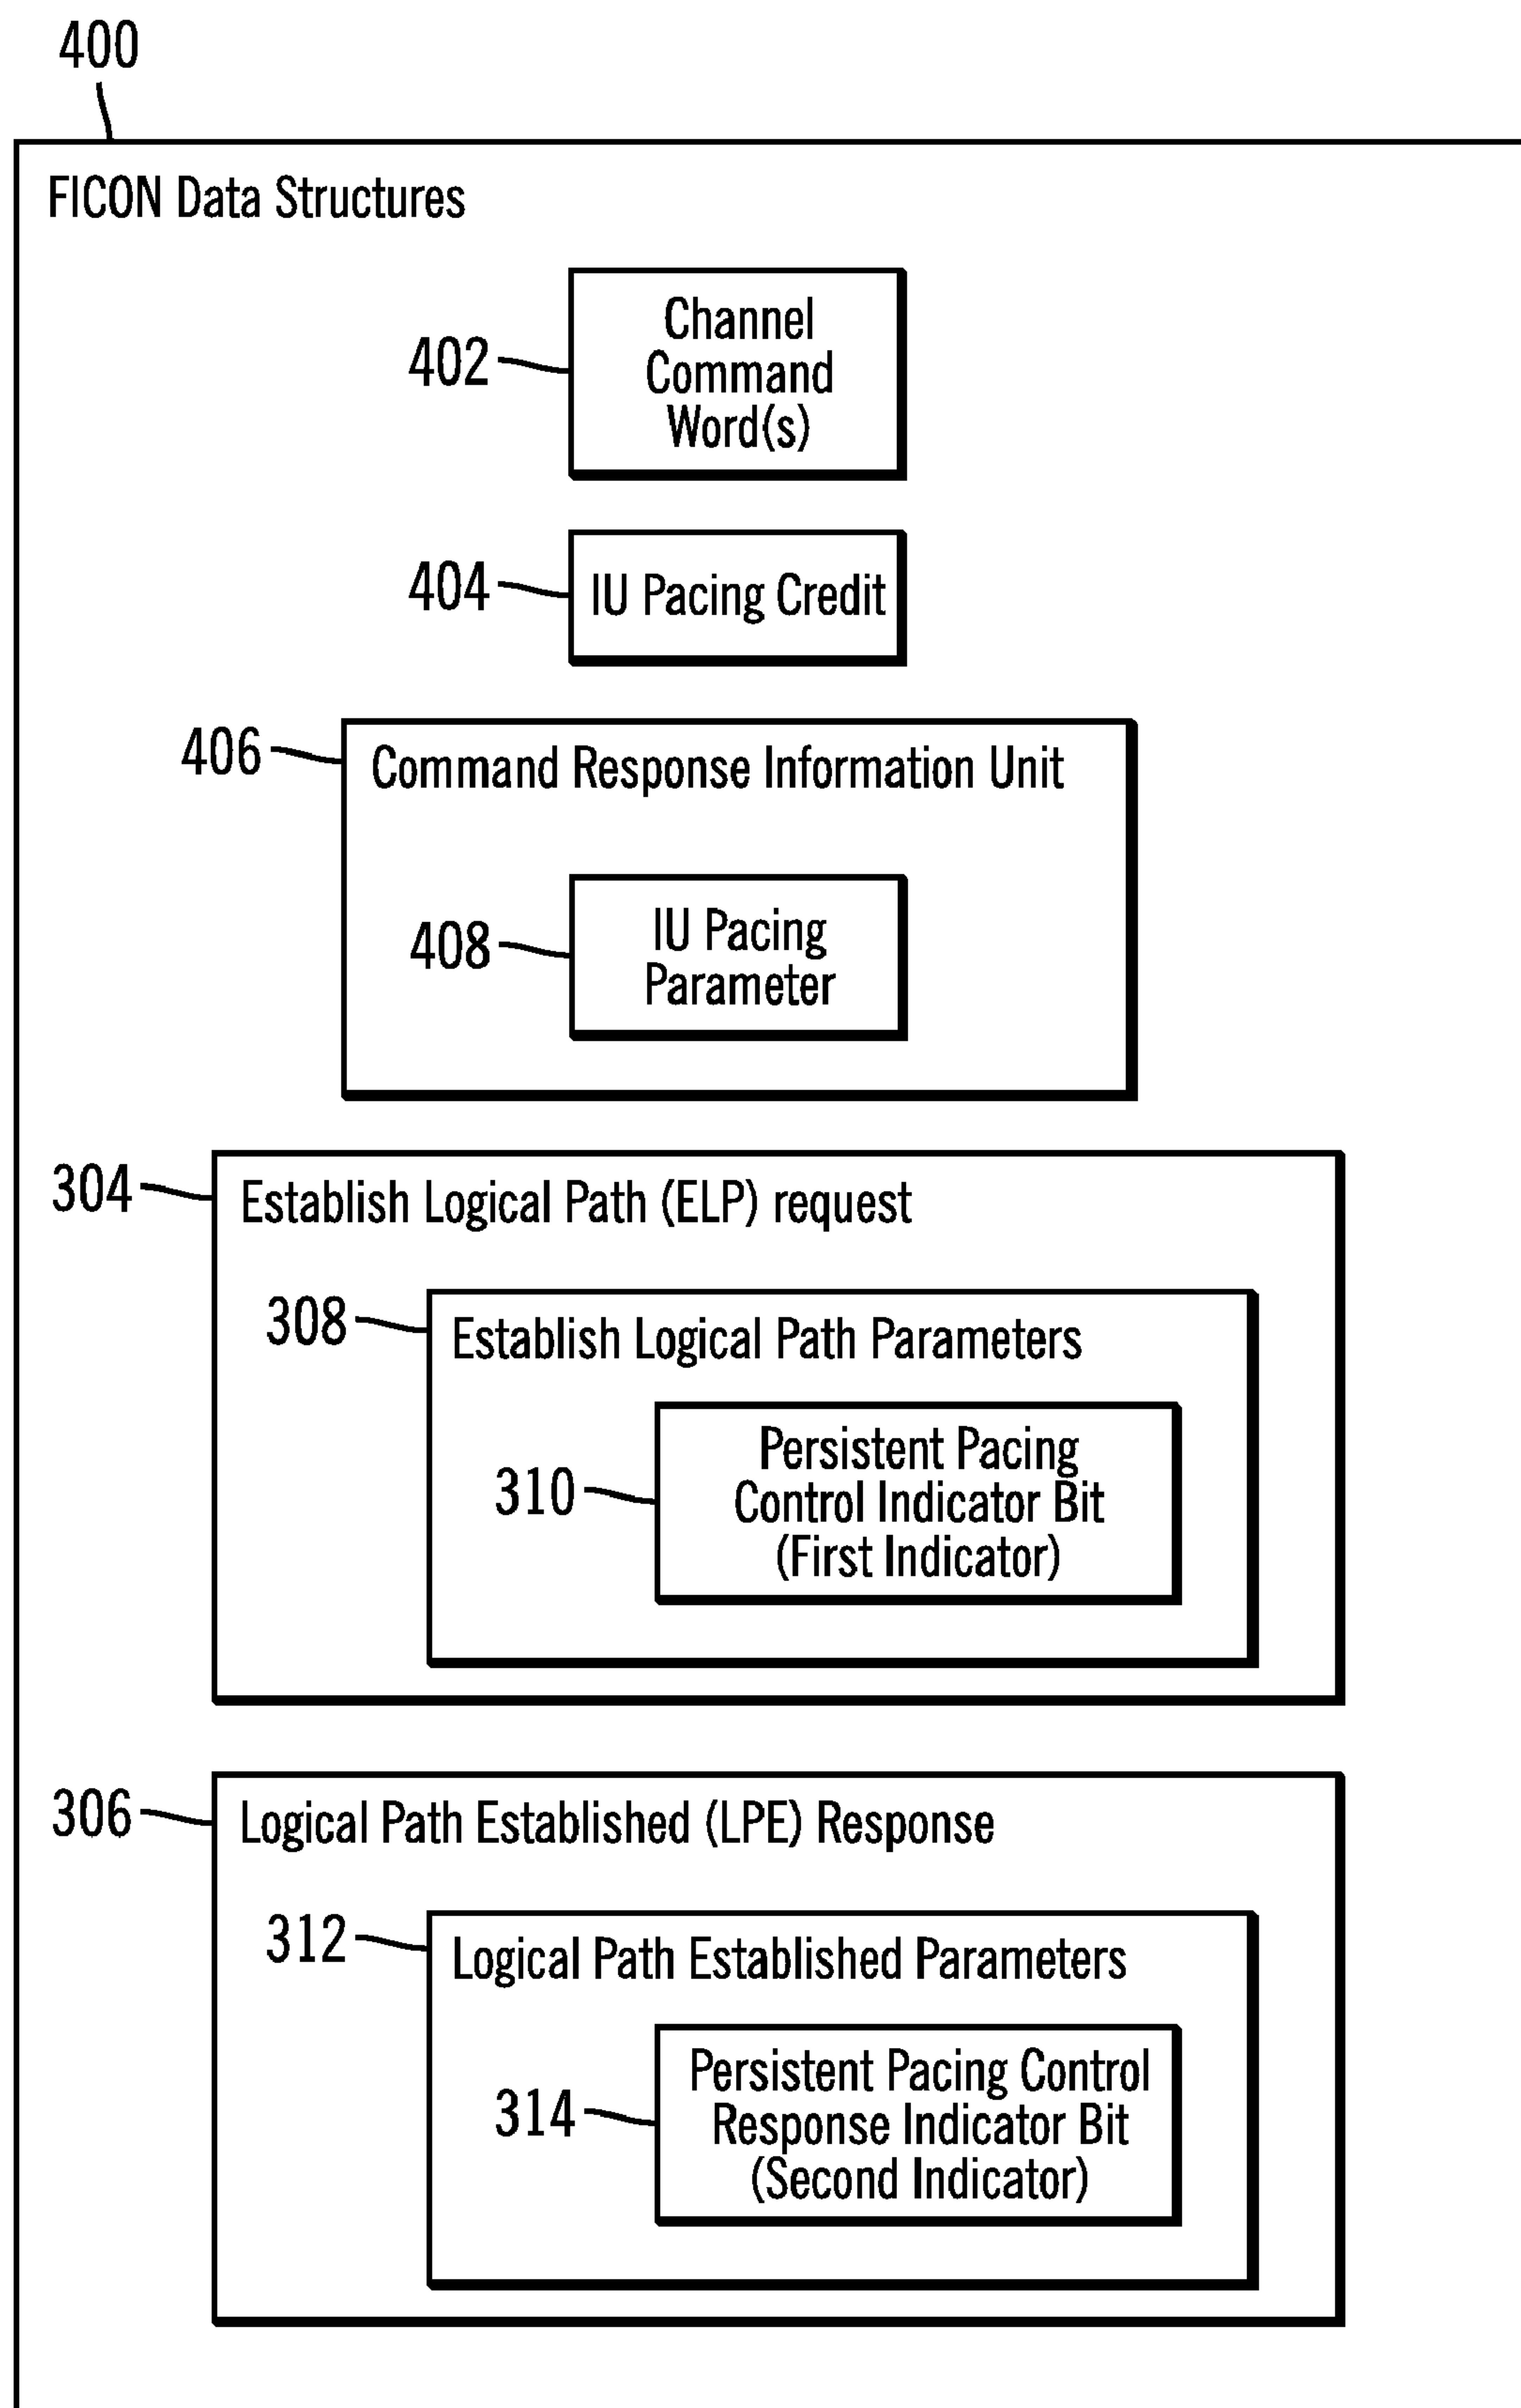 400
FICON Data Structures
402
Channel
Command
Word(s)
404
IU Pacing Credit
406
Command Response Information Unit
408
IU Pacing
Parameter
304
Establish Logical Path (ELP) request
308
Establish Logical Path Parameters
310
Persistent Pacing
Control Indicator Bit
(First Indicator)
306
Logical Path Established (LPE) Response
312
Logical Path Established Parameters
314
Persistent Pacing Control
Response Indicator Bit
(Second Indicator)